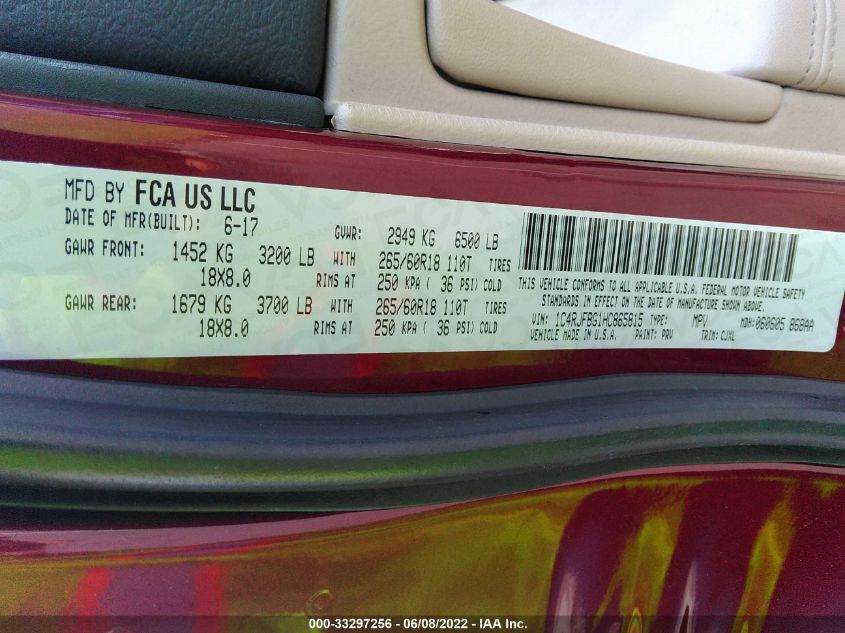 MFD BY FCA US LLC
DATE OF MFR(BUILT): 6-17 GVWR: 2949 KG 6500 LB
GAWR FRONT: 1452 KG 3200 LB WITH 265/60R18 110T TIRES
18X8.0 RIMS AT 250 KPA ( 36 PSI) COLD
GAWR REAR: 1679 KG 3700 LB WITH 265/60R18 110T TIRES
18X8.0 RIMS AT 250 KPA ( 36 PSI) COLD
THIS VEHICLE CONFORMS TO ALL APPLICABLE U.S.A. FEDERAL MOTOR VEHICLE SAFETY
STANDARDS IN EFFECT ON THE DATE OF MANUFACTURE SHOWN ABOVE.
VIN: 1C4RJFBG1HC865815 TYPE: MPV MDH: 060605 868AA
VEHICLE MADE IN U.S.A. PAINT: PRV TRIM: CJXL
000-33297256 - 06/08/2022 - IAA Inc.